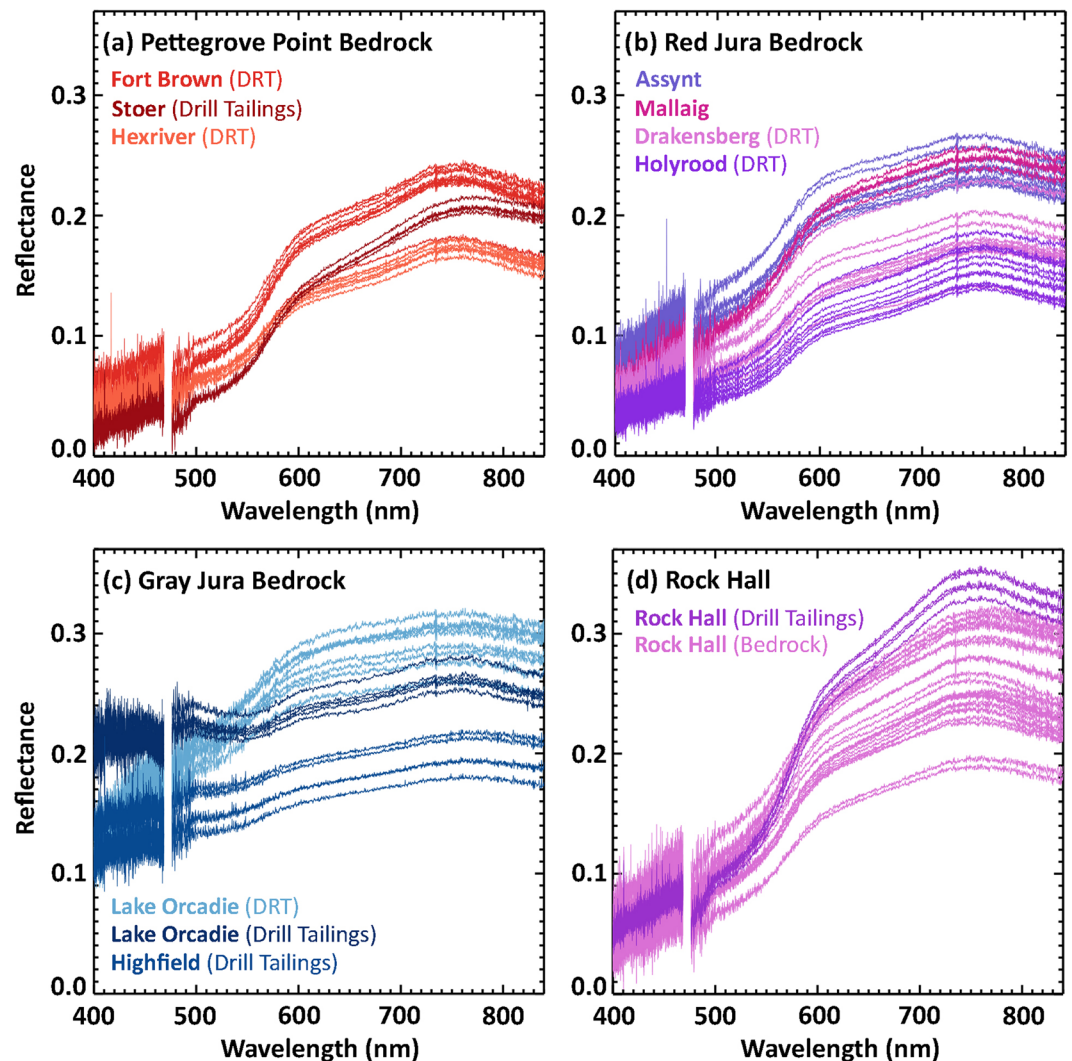 (a) Pettegrove Point Bedrock
Fort Brown (DRT)
Stoer (Drill Tailings)
Hexriver (DRT)
0.3
0.2
0.1
0.0
Reflectance
400 500 600 700 800
Wavelength (nm)
(b) Red Jura Bedrock
Assynt
Mallaig
Drakensberg (DRT)
Holyrood (DRT)
0.3
0.2
0.1
0.0
400 500 600 700 800
Wavelength (nm)
(c) Gray Jura Bedrock
0.3
0.2
0.1
0.0
Reflectance
Lake Orcadie (DRT)
Lake Orcadie (Drill Tailings)
Highfield (Drill Tailings)
400 500 600 700 800
Wavelength (nm)
(d) Rock Hall
Rock Hall (Drill Tailings)
Rock Hall (Bedrock)
0.3
0.2
0.1
0.0
400 500 600 700 800
Wavelength (nm)